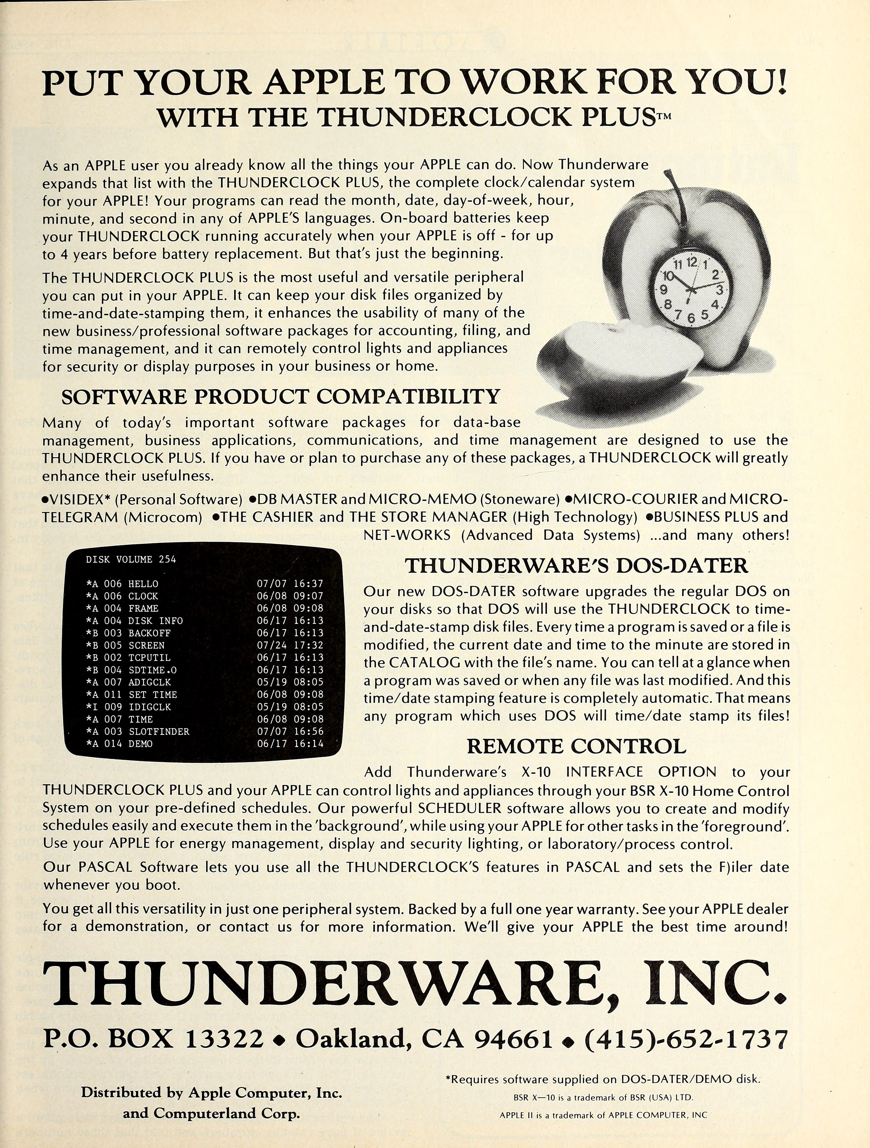 PUT YOUR APPLE TO WORK FOR YOU!
WITH THE THUNDERCLOCK PLUS™
As an APPLE user you already know all the things your APPLE can do. Now Thunderware
expands that list with the THUNDERCLOCK PLUS, the complete clock/calendar system
for your APPLE! Your programs can read the month, date, day-of-week, hour,
minute, and second in any of APPLE'S languages. On-board batteries keep
your THUNDERCLOCK running accurately when your APPLE is off - for up
to 4 years before battery replacement. But that's just the beginning.
The THUNDERCLOCK PLUS is the most useful and versatile peripheral
you can put in your APPLE. It can keep your disk files organized by
time-and-date-stamping them, it enhances the usability of many of the
new business/professional software packages for accounting, filing, and
time management, and it can remotely control lights and appliances
for security or display purposes in your business or home.
11 12 1
10 2
9 3
8 4
7 6 5
SOFTWARE PRODUCT COMPATIBILITY
Many of today's important software packages for data-base
management, business applications, communications, and time management are designed to use the
THUNDERCLOCK PLUS. If you have or plan to purchase any of these packages, a THUNDERCLOCK will greatly
enhance their usefulness.
●VISIDEX* (Personal Software) ●DB MASTER and MICRO-MEMO (Stoneware) ●MICRO-COURIER and MICRO-
TELEGRAM (Microcom) ●THE CASHIER and THE STORE MANAGER (High Technology) ●BUSINESS PLUS and
NET-WORKS (Advanced Data Systems) ...and many others!
DISK VOLUME 254
*A 006 HELLO 07/07 16:37
*A 006 CLOCK 06/08 09:07
*A 004 FRAME 06/08 09:08
*A 004 DISK INFO 06/17 16:13
*B 003 BACKOFF 06/17 16:13
*B 005 SCREEN 07/24 17:32
*B 002 TCPUTIL 06/17 16:13
*B 004 SDTIME.O 06/17 16:13
*A 007 ADIGCLK 05/19 08:05
*A 011 SET TIME 06/08 09:08
*I 009 IDIGCLK 05/19 08:05
*A 007 TIME 06/08 09:08
*A 003 SLOTFINDER 07/07 16:56
*A 014 DEMO 06/17 16:14
THUNDERWARE'S DOS-DATER
Our new DOS-DATER software upgrades the regular DOS on
your disks so that DOS will use the THUNDERCLOCK to time-
and-date-stamp disk files. Every time a program is saved or a file is
modified, the current date and time to the minute are stored in
the CATALOG with the file's name. You can tell at a glance when
a program was saved or when any file was last modified. And this
time/date stamping feature is completely automatic. That means
any program which uses DOS will time/date stamp its files!
REMOTE CONTROL
Add Thunderware's X-10 INTERFACE OPTION to your
THUNDERCLOCK PLUS and your APPLE can control lights and appliances through your BSR X-10 Home Control
System on your pre-defined schedules. Our powerful SCHEDULER software allows you to create and modify
schedules easily and execute them in the 'background', while using your APPLE for other tasks in the 'foreground'.
Use your APPLE for energy management, display and security lighting, or laboratory/process control.
Our PASCAL Software lets you use all the THUNDERCLOCK'S features in PASCAL and sets the F)iler date
whenever you boot.
You get all this versatility in just one peripheral system. Backed by a full one year warranty. See your APPLE dealer
for a demonstration, or contact us for more information. We'll give your APPLE the best time around!
THUNDERWARE, INC.
P.O. BOX 13322 ◆ Oakland, CA 94661 ◆ (415)-652-1737
Distributed by Apple Computer, Inc.
and Computerland Corp.
*Requires software supplied on DOS-DATER/DEMO disk.
BSR X—10 is a trademark of BSR (USA) LTD.
APPLE II is a trademark of APPLE COMPUTER, INC